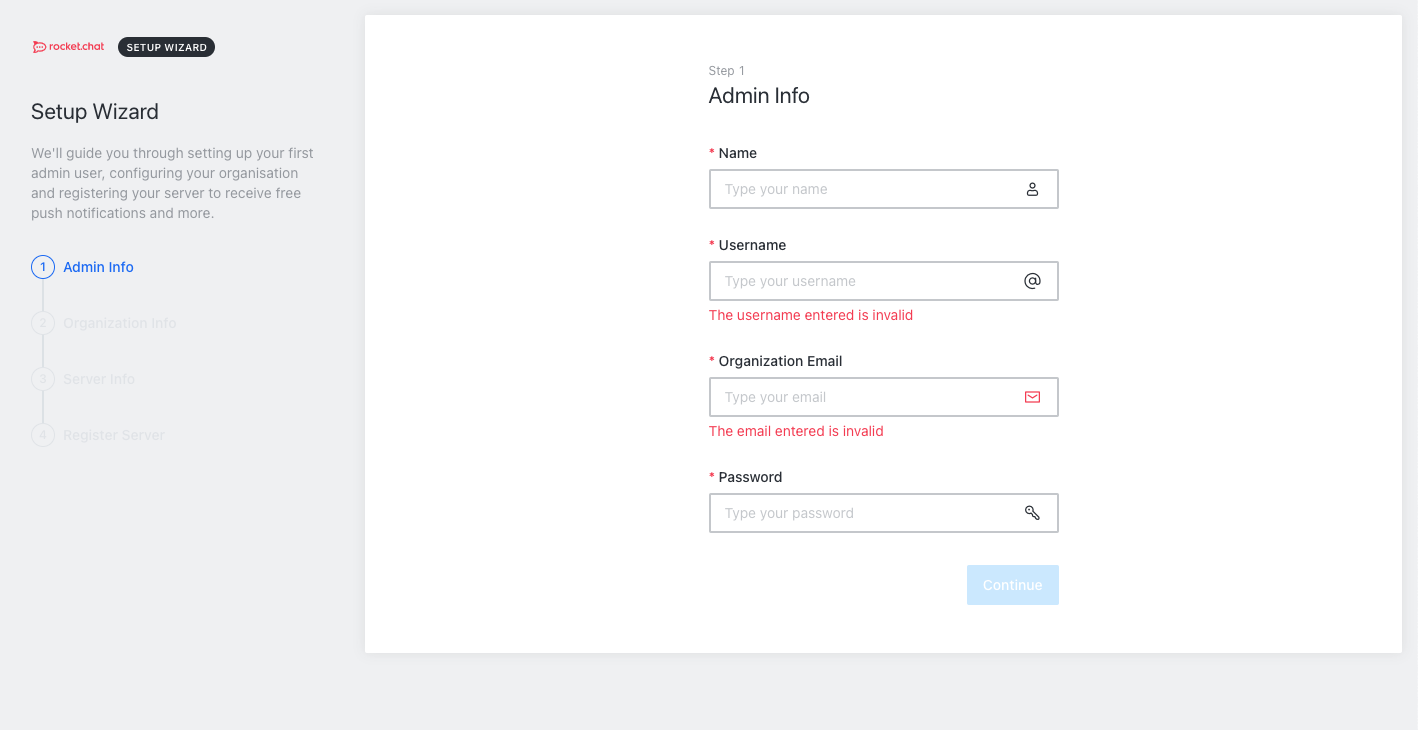 rocket.chat SETUP WIZARD
Setup Wizard
We'll guide you through setting up your first
admin user, configuring your organisation
and registering your server to receive free
push notifications and more.
1 Admin Info
2 Organization Info
3 Server Info
4 Register Server
Step 1
Admin Info
* Name
Type your name
* Username
Type your username
The username entered is invalid
* Organization Email
Type your email
The email entered is invalid
* Password
Type your password
Continue